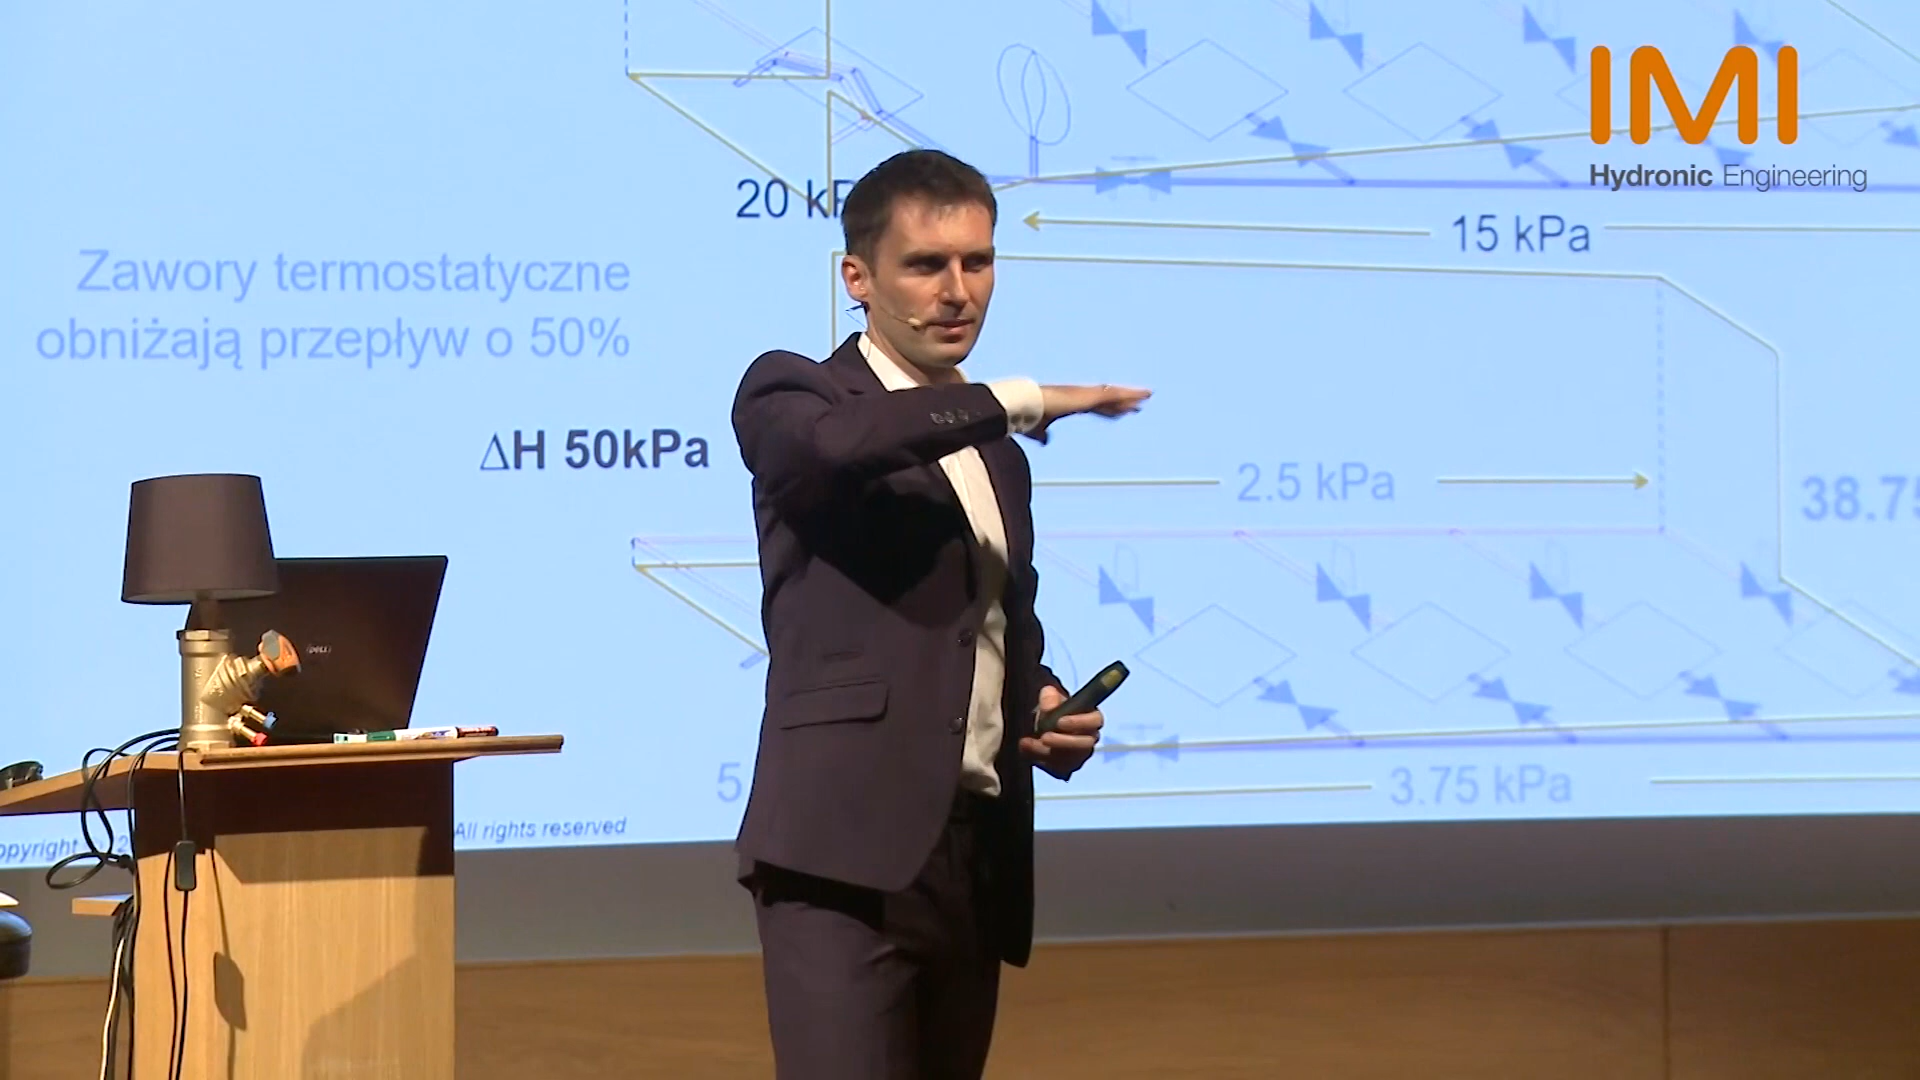 IMI
Hydronic Engineering
20 kP
15 kPa
Zawory termostatyczne
obniżają przepływ o 50%
ΔH 50kPa
2.5 kPa
38.75
5
3.75 kPa
All rights reserved
DELL